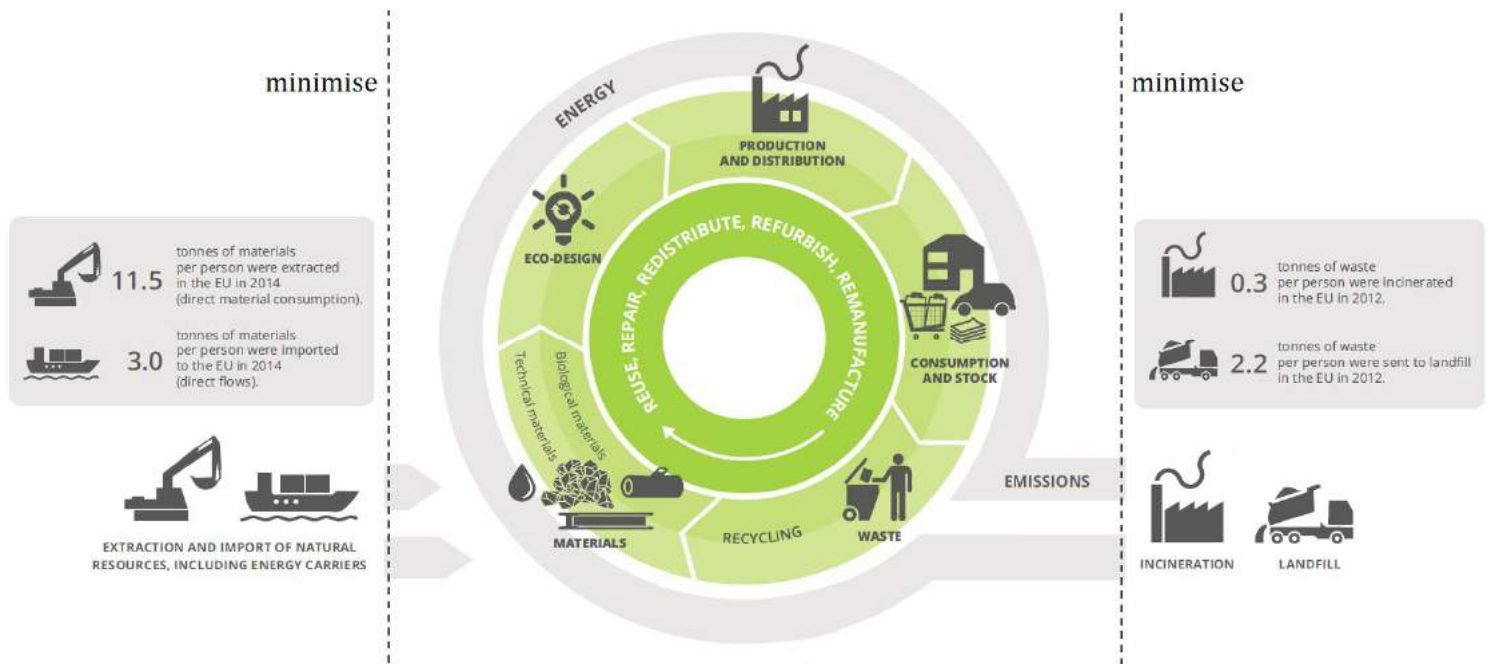 minimise
11.5
tonnes of materials
per person were extracted
in the EU in 2014
(direct material consumption).
3.0
tonnes of materials
per person were imported
to the EU in 2014
(direct flows).
EXTRACTION AND IMPORT OF NATURAL
RESOURCES, INCLUDING ENERGY CARRIERS
ENERGY
PRODUCTION
AND DISTRIBUTION
ECO-DESIGN
REUSE, REPAIR, REDISTRIBUTE, REFURBISH, REMANUFACTURE
CONSUMPTION
AND STOCK
Technical materials
Biological materials
MATERIALS
RECYCLING
WASTE
EMISSIONS
minimise
0.3
tonnes of waste
per person were incinerated
in the EU in 2012.
2.2
tonnes of waste
per person were sent to landfill
in the EU in 2012.
INCINERATION
LANDFILL